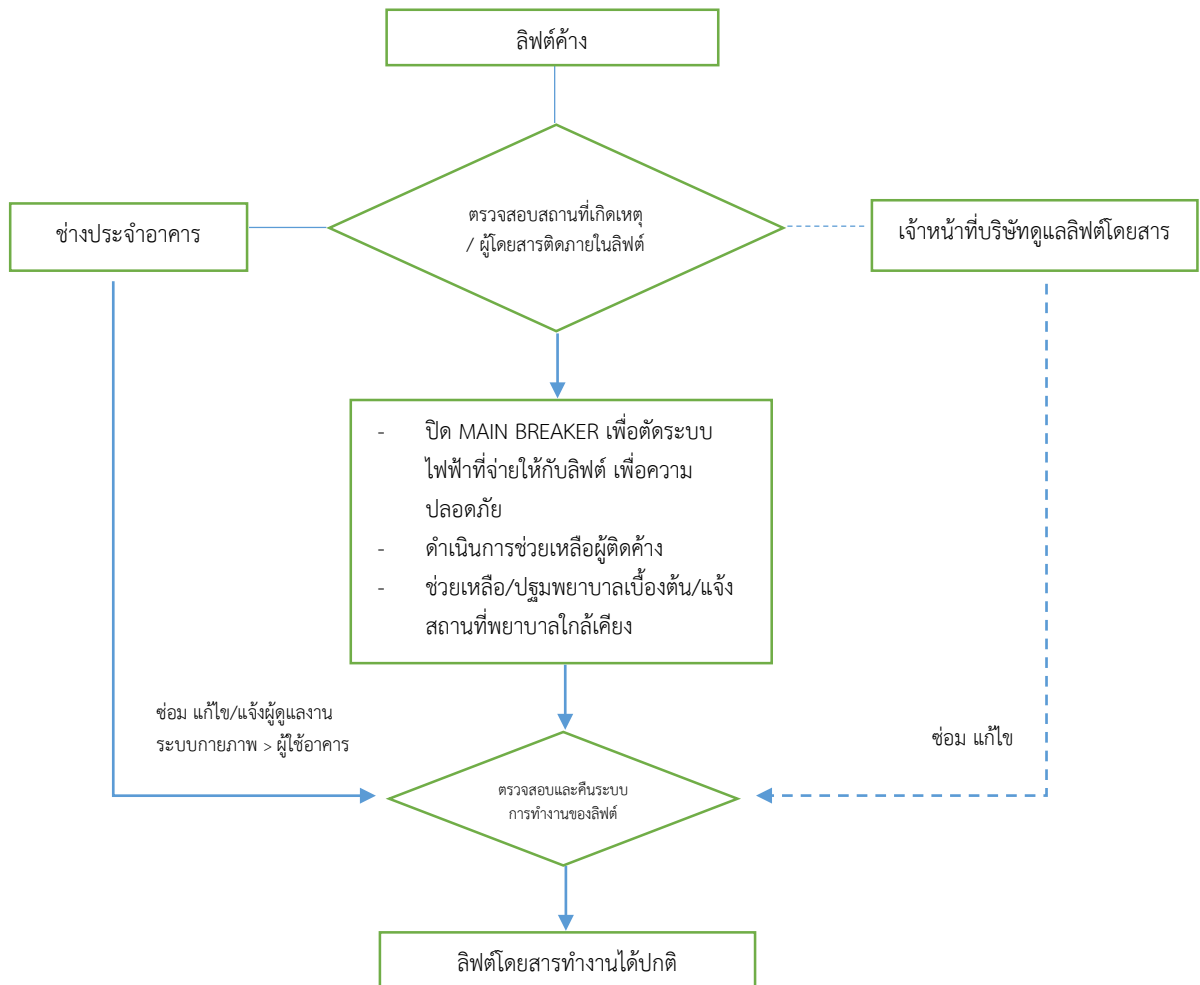 ลิฟต์ค้าง
ตรวจสอบสถานที่เกิดเหตุ
/ ผู้โดยสารติดภายในลิฟต์
ช่างประจำอาคาร
เจ้าหน้าที่บริษัทดูแลลิฟต์โดยสาร
- ปิด MAIN BREAKER เพื่อตัดระบบ
ไฟฟ้าที่จ่ายให้กับลิฟต์ เพื่อความ
ปลอดภัย
- ดำเนินการช่วยเหลือผู้ติดค้าง
- ช่วยเหลือ/ปฐมพยาบาลเบื้องต้น/แจ้ง
สถานที่พยาบาลใกล้เคียง
ซ่อม แก้ไข/แจ้งผู้ดูแลงาน
ระบบกายภาพ > ผู้ใช้อาคาร
ซ่อม แก้ไข
ตรวจสอบและคืนระบบ
การทำงานของลิฟต์
ลิฟต์โดยสารทำงานได้ปกติ